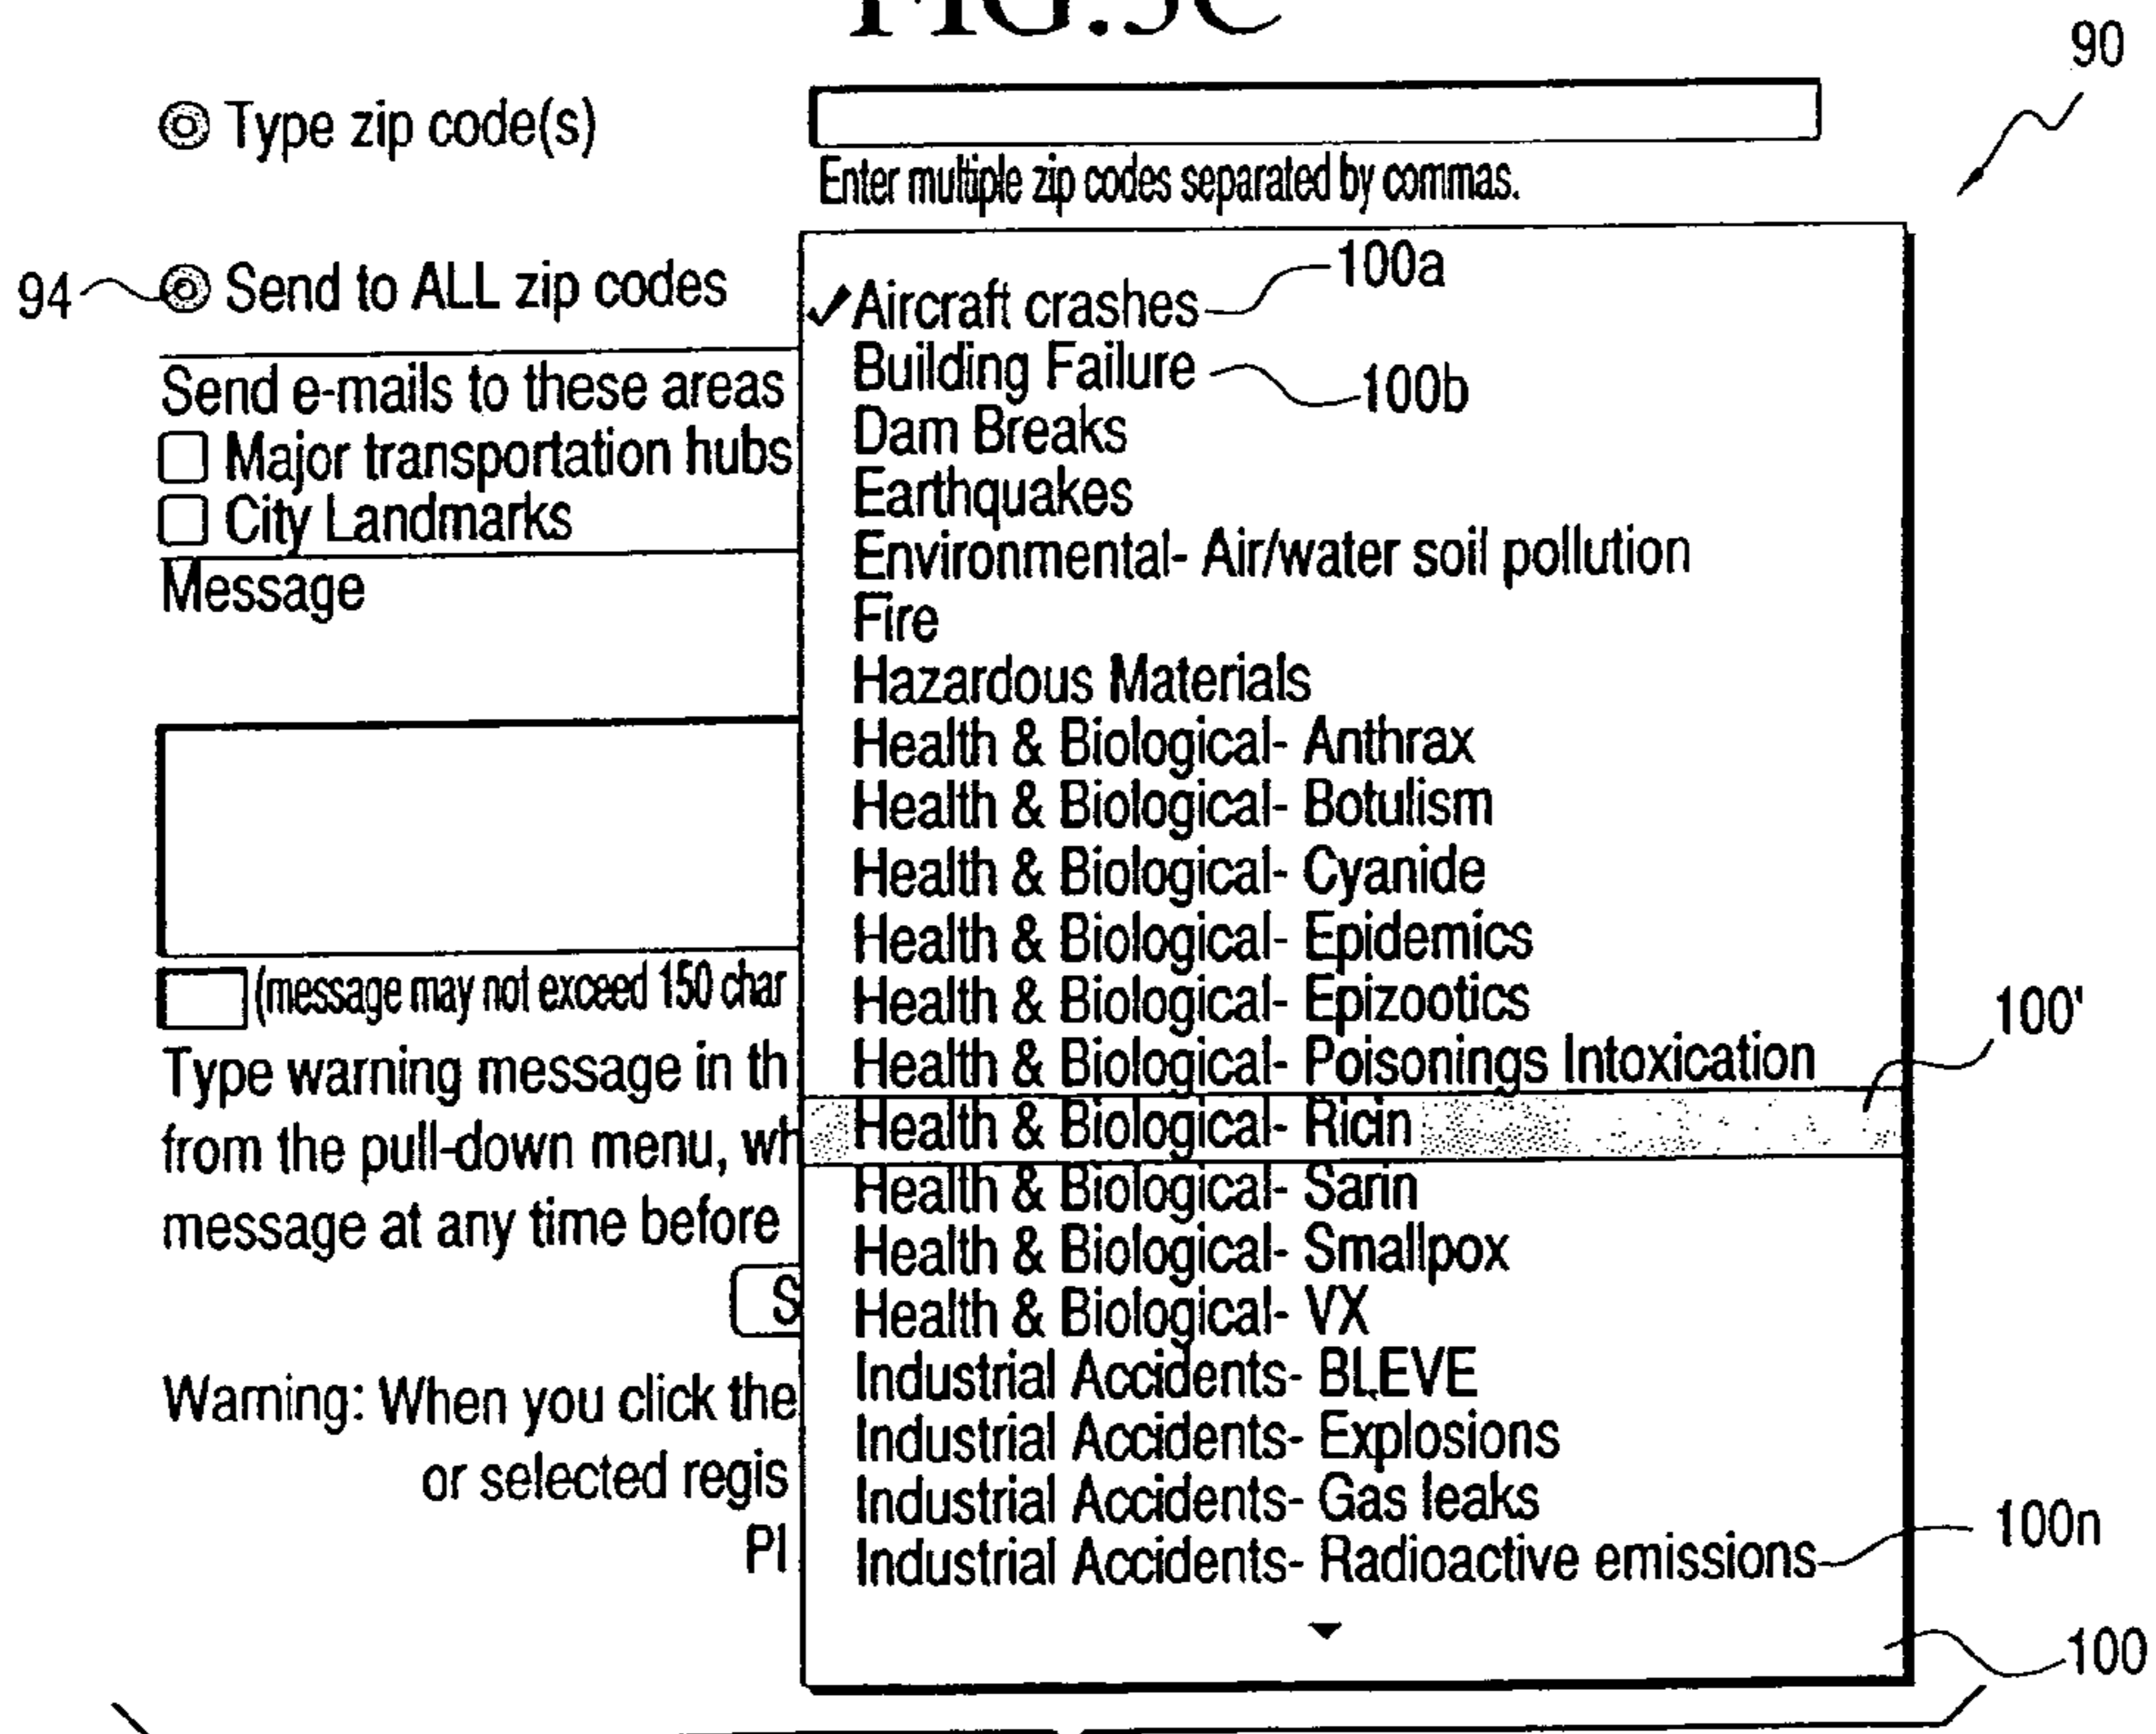 FIG.5C
90
Type zip code(s)
Enter multiple zip codes separated by commas.
94
Send to ALL zip codes
Send e-mails to these areas
Major transportation hubs
City Landmarks
Message
(message may not exceed 150 char
Type warning message in th
from the pull-down menu, wh
message at any time before
S
Warning: When you click the
or selected regis
Pl
✓Aircraft crashes
100a
Building Failure
100b
Dam Breaks
Earthquakes
Environmental- Air/water soil pollution
Fire
Hazardous Materials
Health & Biological- Anthrax
Health & Biological- Botulism
Health & Biological- Cyanide
Health & Biological- Epidemics
Health & Biological- Epizootics
Health & Biological- Poisonings Intoxication
100'
Health & Biological- Ricin
Health & Biological- Sarin
Health & Biological- Smallpox
Health & Biological- VX
Industrial Accidents- BLEVE
Industrial Accidents- Explosions
Industrial Accidents- Gas leaks
Industrial Accidents- Radioactive emissions
100n
100